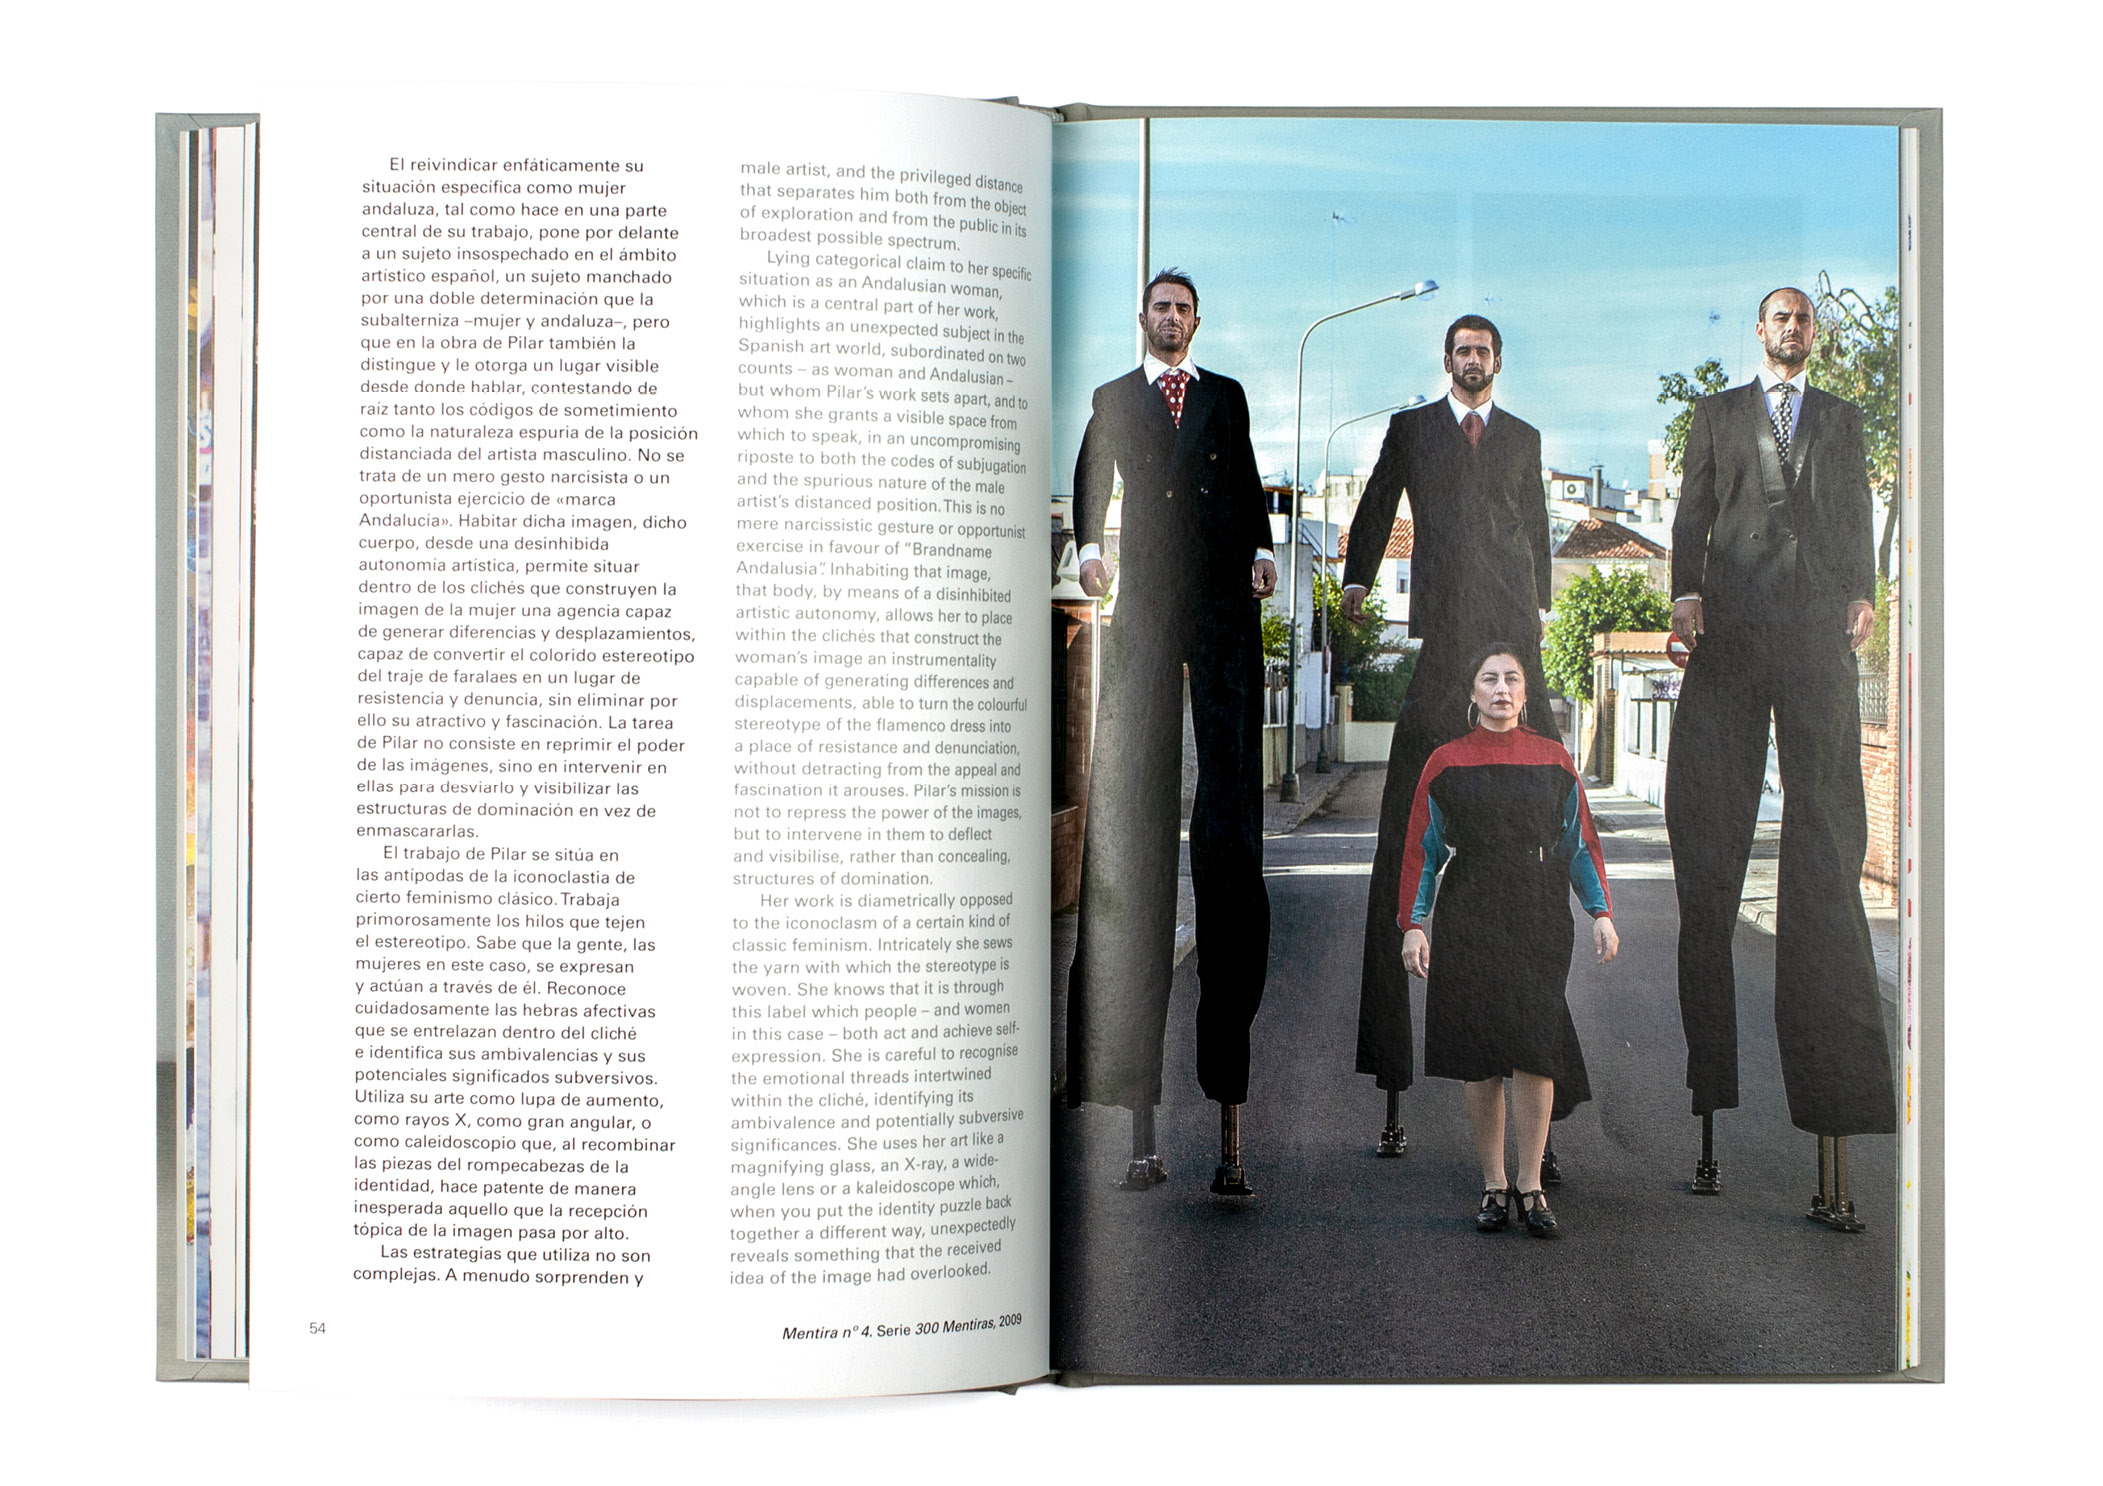 El reivindicar enfáticamente su
situación específica como mujer
andaluza, tal como hace en una parte
central de su trabajo, pone por delante
a un sujeto insospechado en el ámbito
artístico español, un sujeto manchado
por una doble determinación que la
subalterniza –mujer y andaluza–, pero
que en la obra de Pilar también la
distingue y le otorga un lugar visible
desde donde hablar, contestando de
raíz tanto los códigos de sometimiento
como la naturaleza espuria de la posición
distanciada del artista masculino. No se
trata de un mero gesto narcisista o un
oportunista ejercicio de «marca
Andalucía». Habitar dicha imagen, dicho
cuerpo, desde una desinhibida
autonomía artística, permite situar
dentro de los clichés que construyen la
imagen de la mujer una agencia capaz
de generar diferencias y desplazamientos,
capaz de convertir el colorido estereotipo
del traje de faralaes en un lugar de
resistencia y denuncia, sin eliminar por
ello su atractivo y fascinación. La tarea
de Pilar no consiste en reprimir el poder
de las imágenes, sino en intervenir en
ellas para desviarlo y visibilizar las
estructuras de dominación en vez de
enmascararlas.
El trabajo de Pilar se sitúa en
las antípodas de la iconoclastia de
cierto feminismo clásico. Trabaja
primorosamente los hilos que tejen
el estereotipo. Sabe que la gente, las
mujeres en este caso, se expresan
y actúan a través de él. Reconoce
cuidadosamente las hebras afectivas
que se entrelazan dentro del cliché
e identifica sus ambivalencias y sus
potenciales significados subversivos.
Utiliza su arte como lupa de aumento,
como rayos X, como gran angular, o
como caleidoscopio que, al recombinar
las piezas del rompecabezas de la
identidad, hace patente de manera
inesperada aquello que la recepción
tópica de la imagen pasa por alto.
Las estrategias que utiliza no son
complejas. A menudo sorprenden y
male artist, and the privileged distance
that separates him both from the object
of exploration and from the public in its
broadest possible spectrum.
Lying categorical claim to her specific
situation as an Andalusian woman,
which is a central part of her work,
highlights an unexpected subject in the
Spanish art world, subordinated on two
counts – as woman and Andalusian –
but whom Pilar's work sets apart, and to
whom she grants a visible space from
which to speak, in an uncompromising
riposte to both the codes of subjugation
and the spurious nature of the male
artist's distanced position. This is no
mere narcissistic gesture or opportunist
exercise in favour of “Brandname
Andalusia”. Inhabiting that image,
that body, by means of a disinhibited
artistic autonomy, allows her to place
within the clichés that construct the
woman's image an instrumentality
capable of generating differences and
displacements, able to turn the colourful
stereotype of the flamenco dress into
a place of resistance and denunciation,
without detracting from the appeal and
fascination it arouses. Pilar's mission is
not to repress the power of the images,
but to intervene in them to deflect
and visibilise, rather than concealing,
structures of domination.
Her work is diametrically opposed
to the iconoclasm of a certain kind of
classic feminism. Intricately she sews
the yarn with which the stereotype is
woven. She knows that it is through
this label which people – and women
in this case – both act and achieve self-
expression. She is careful to recognise
the emotional threads intertwined
within the cliché, identifying its
ambivalence and potentially subversive
significances. She uses her art like a
magnifying glass, an X-ray, a wide-
angle lens or a kaleidoscope which,
when you put the identity puzzle back
together a different way, unexpectedly
reveals something that the received
idea of the image had overlooked.
54
Mentira nº 4. Serie 300 Mentiras, 2009